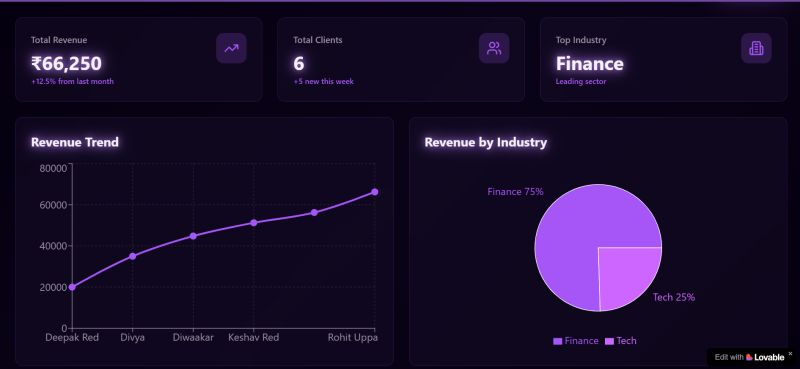 Total Revenue
₹66,250
+12.5% from last month
Total Clients
6
+5 new this week
Top Industry
Finance
Leading sector
Revenue Trend
80000
60000
40000
20000
0
Deepak Red
Divya
Diwaakar
Keshav Red
Rohit Uppa
Revenue by Industry
Finance 75%
Tech 25%
Finance
Tech
Edit with Lovable